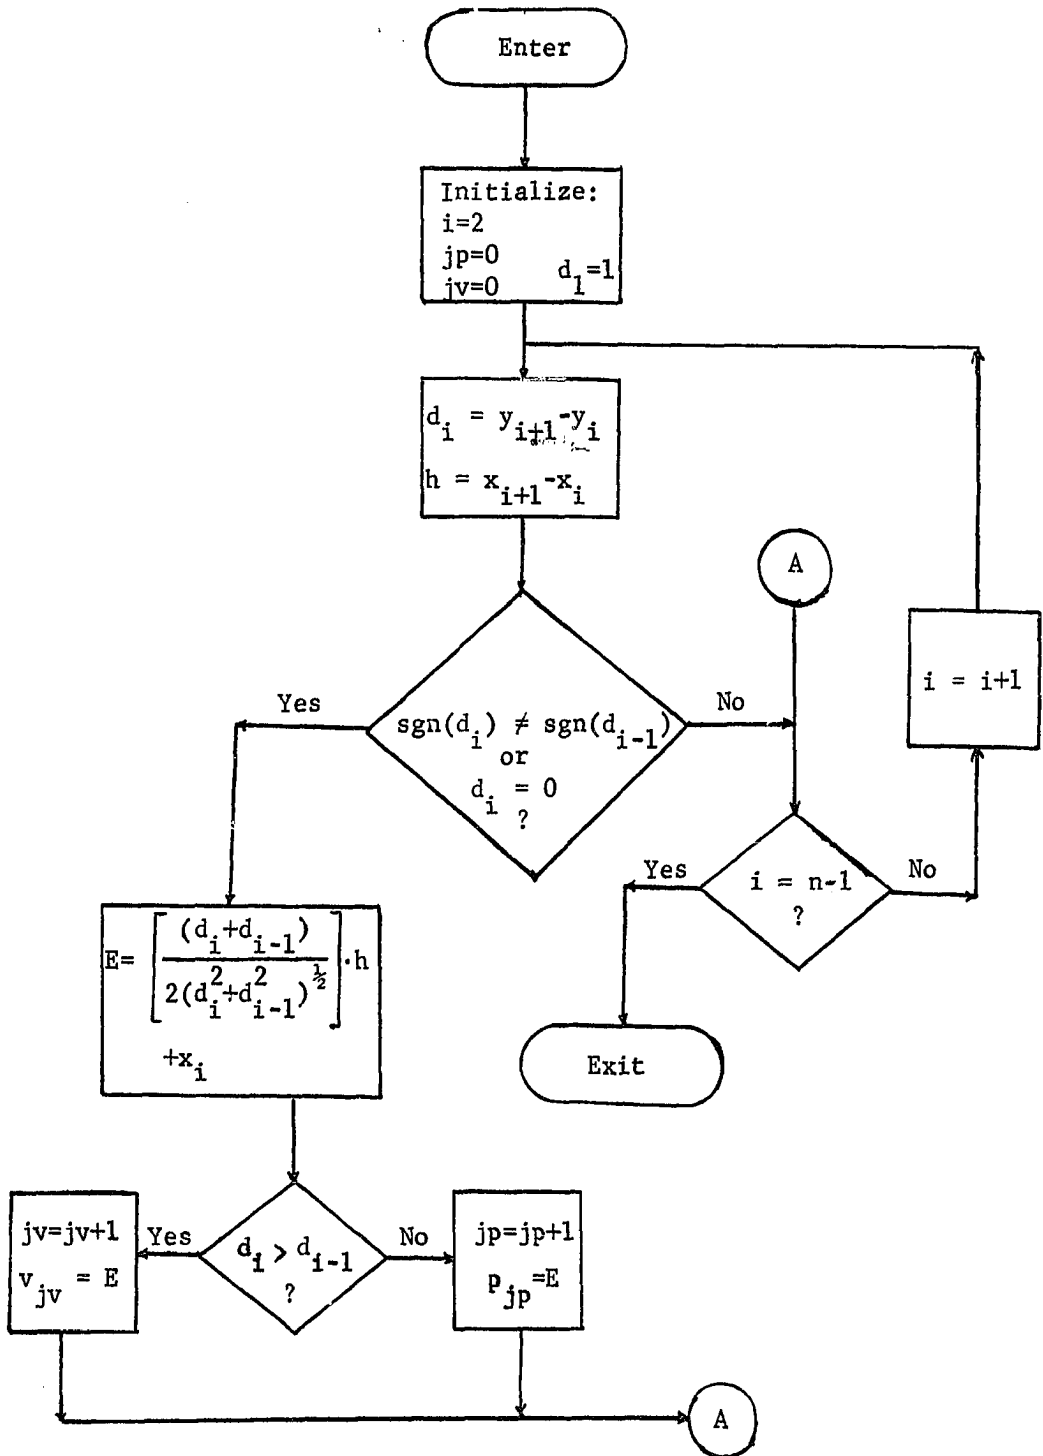 Enter
Initialize:
i=2
jp=0
jv=0 d₁=1
dᵢ = yᵢ₊₁-yᵢ
h = xᵢ₊₁-xᵢ
A
i = i+1
Yes
No
sgn(dᵢ) ≠ sgn(dᵢ₋₁)
or
dᵢ = 0
?
Yes
No
i = n-1
?
E= [(dᵢ+dᵢ₋₁) / 2(dᵢ²+dᵢ₋₁²)^½]·h
+xᵢ
Exit
jv=jv+1
v_jv = E
Yes
dᵢ > dᵢ₋₁
?
No
jp=jp+1
p_jp=E
A